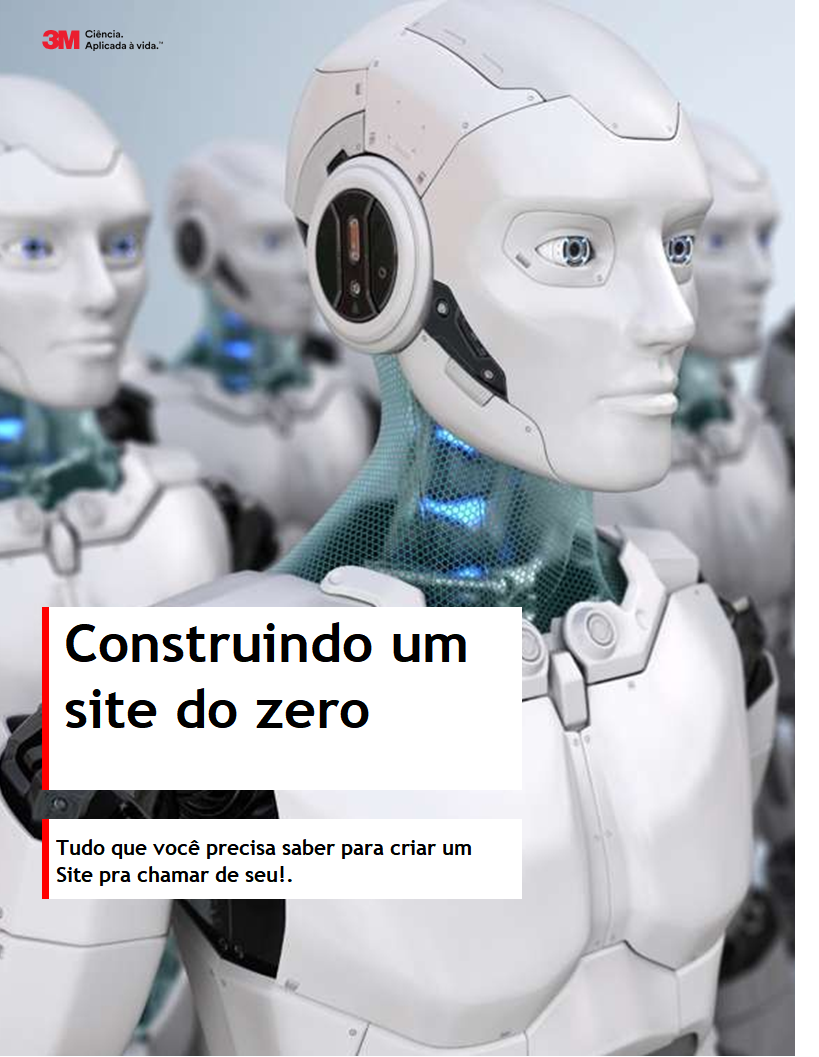 3M Ciência.
Aplicada à vida.™
Construindo um
site do zero
Tudo que você precisa saber para criar um
Site pra chamar de seu!.